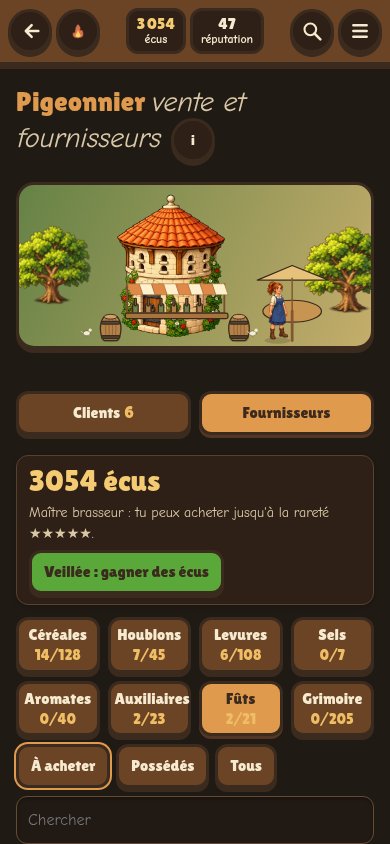 3054
écus
47
réputation
Pigeonnier vente et
fournisseurs i
Clients 6
Fournisseurs
3054 écus
Maître brasseur : tu peux acheter jusqu'à la rareté
★★★★★.
Veillée : gagner des écus
Céréales
14/128
Houblons
7/45
Levures
6/108
Sels
0/7
Aromates
0/40
Auxiliaires
2/23
Fûts
2/21
Grimoire
0/205
À acheter
Possédés
Tous
Chercher